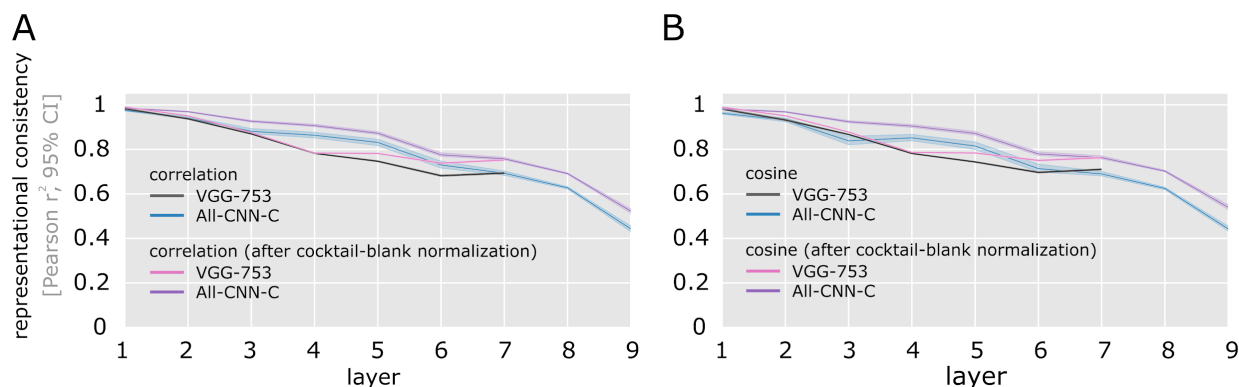 A
representational consistency
[Pearson r², 95% CI]
1
0.8
0.6
0.4
0.2
0
correlation
VGG-753
All-CNN-C
correlation (after cocktail-blank normalization)
VGG-753
All-CNN-C
1 2 3 4 5 6 7 8 9
layer
B
1
0.8
0.6
0.4
0.2
0
cosine
VGG-753
All-CNN-C
cosine (after cocktail-blank normalization)
VGG-753
All-CNN-C
1 2 3 4 5 6 7 8 9
layer